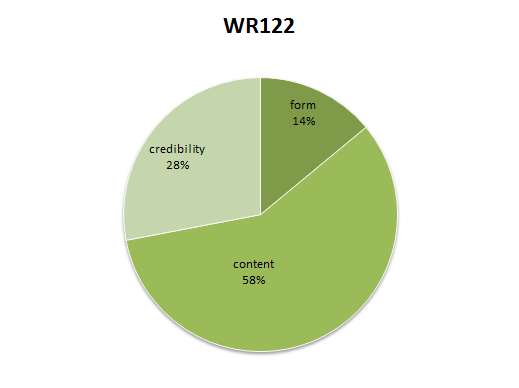 WR122
form
14%
credibility
28%
content
58%